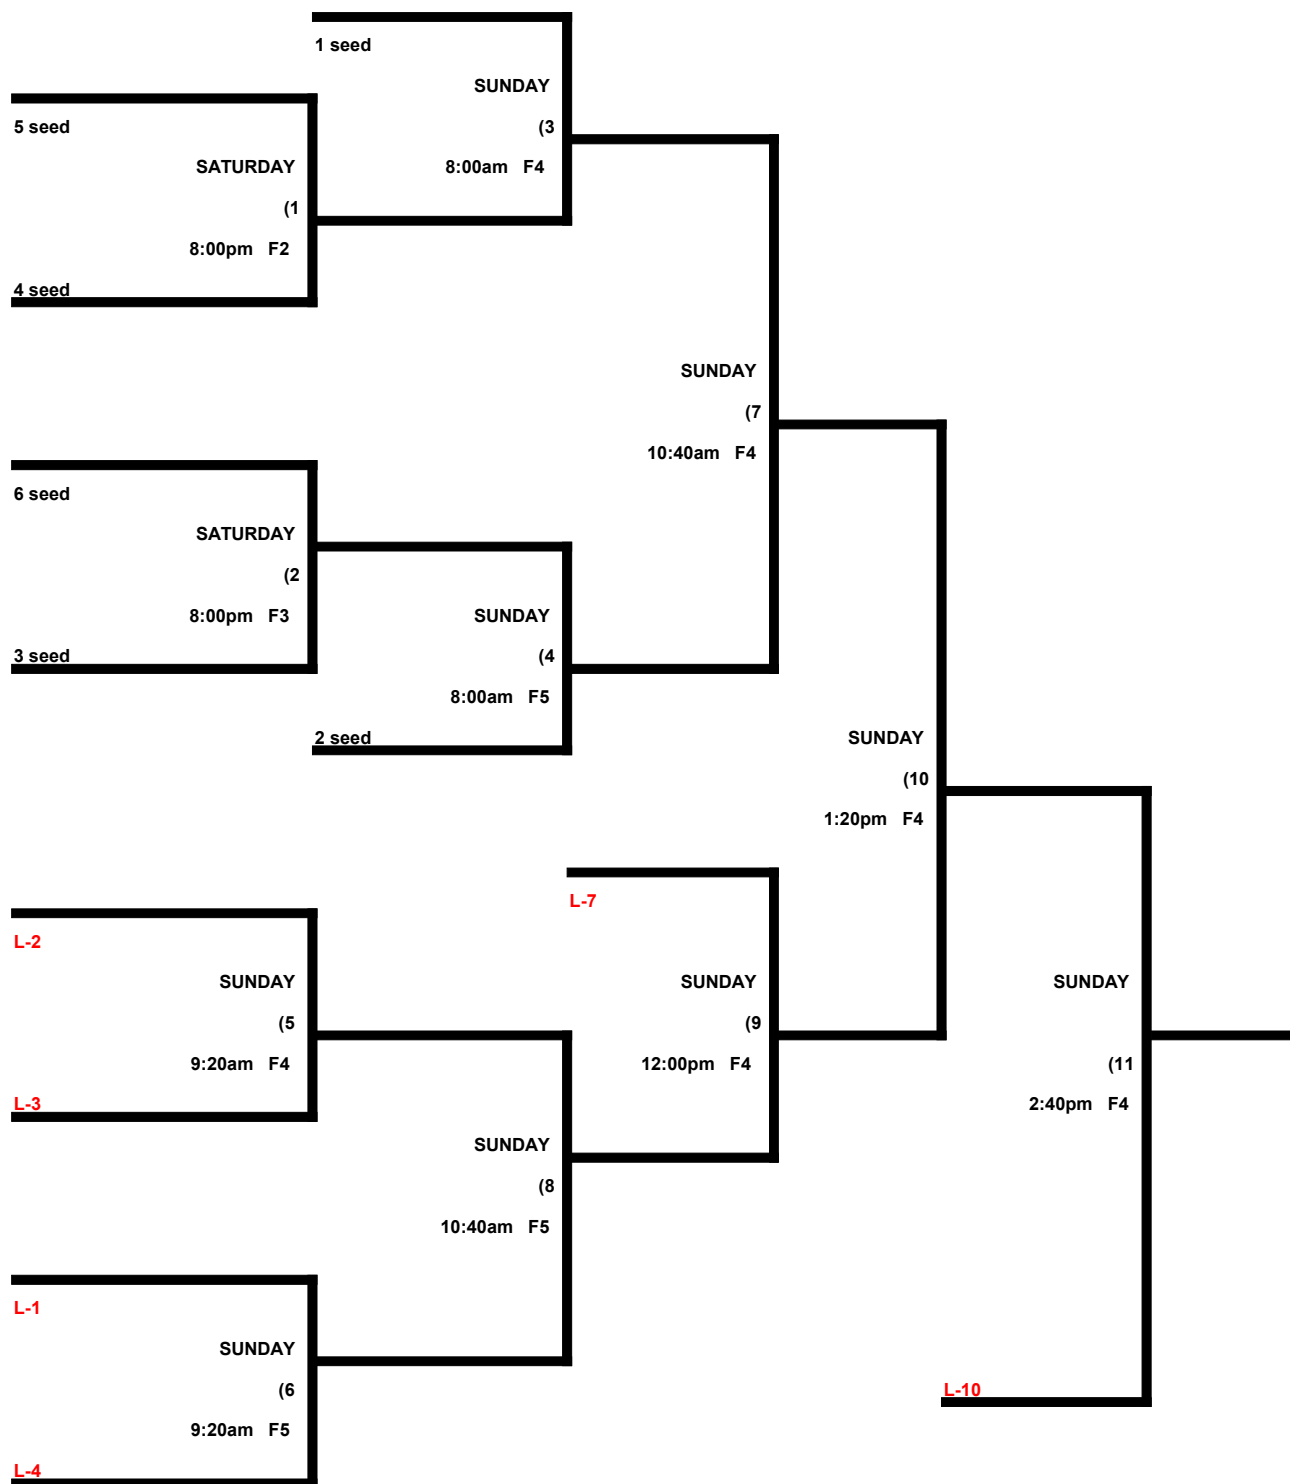 1 seed
SUNDAY
5 seed
(3
SATURDAY
8:00am F4
(1
8:00pm F2
4 seed
SUNDAY
(7
10:40am F4
6 seed
SATURDAY
(2
8:00pm F3
SUNDAY
3 seed
(4
8:00am F5
2 seed
SUNDAY
(10
1:20pm F4
L-7
L-2
SUNDAY
SUNDAY
SUNDAY
(5
(9
9:20am F4
12:00pm F4
(11
L-3
2:40pm F4
SUNDAY
(8
10:40am F5
L-1
SUNDAY
(6
L-10
9:20am F5
L-4